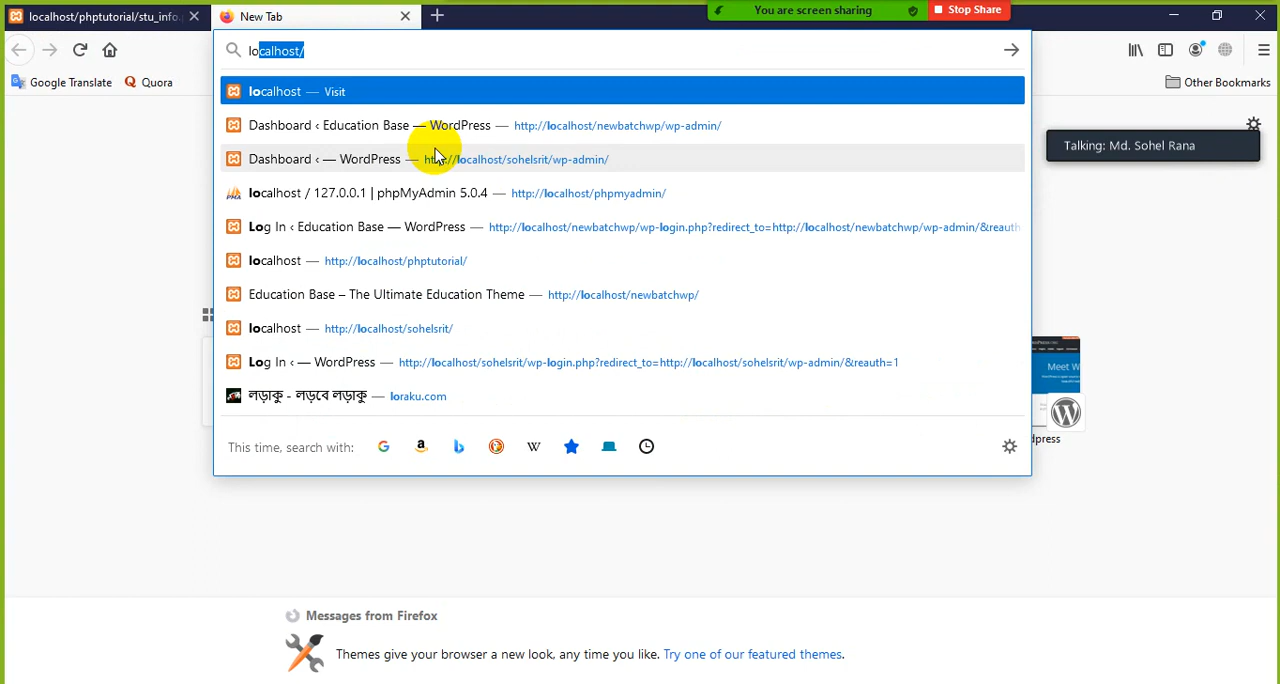 localhost/phptutorial/stu_info.
New Tab
You are screen sharing
Stop Share
localhost/
Google Translate
Quora
Other Bookmarks
localhost — Visit
Dashboard ‹ Education Base — WordPress — http://localhost/newbatchwp/wp-admin/
Talking: Md. Sohel Rana
Dashboard ‹ — WordPress — http://localhost/sohelsrit/wp-admin/
localhost / 127.0.0.1 | phpMyAdmin 5.0.4 — http://localhost/phpmyadmin/
Log In ‹ Education Base — WordPress — http://localhost/newbatchwp/wp-login.php?redirect_to=http://localhost/newbatchwp/wp-admin/&reauth
localhost — http://localhost/phptutorial/
Education Base – The Ultimate Education Theme — http://localhost/newbatchwp/
localhost — http://localhost/sohelsrit/
Log In ‹ — WordPress — http://localhost/sohelsrit/wp-login.php?redirect_to=http://localhost/sohelsrit/wp-admin/&reauth=1
লড়াকু - লড়বে লড়াকু — loraku.com
Meet W
rdpress
This time, search with:
Messages from Firefox
Themes give your browser a new look, any time you like. Try one of our featured themes.